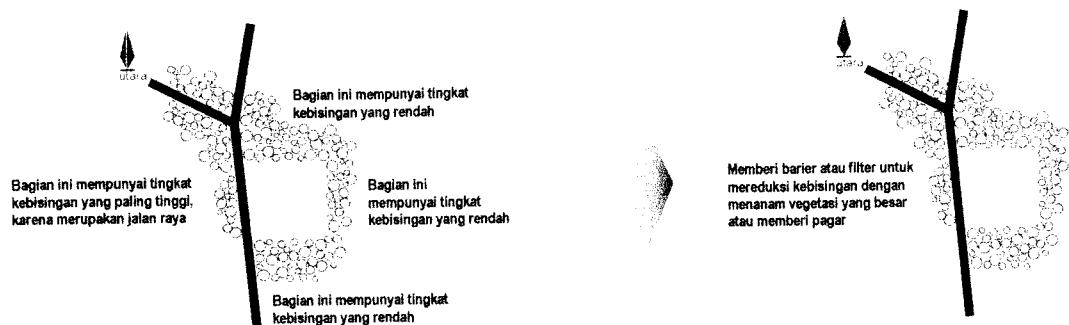 utara
Bagian ini mempunyai tingkat
kebisingan yang rendah
Bagian ini mempunyai tingkat
kebisingan yang paling tinggi,
karena merupakan jalan raya
Bagian ini
mempunyai tingkat
kebisingan yang rendah
Bagian ini mempunyai tingkat
kebisingan yang rendah
utara
Memberi barier atau filter untuk
mereduksi kebisingan dengan
menanam vegetasi yang besar
atau memberi pagar